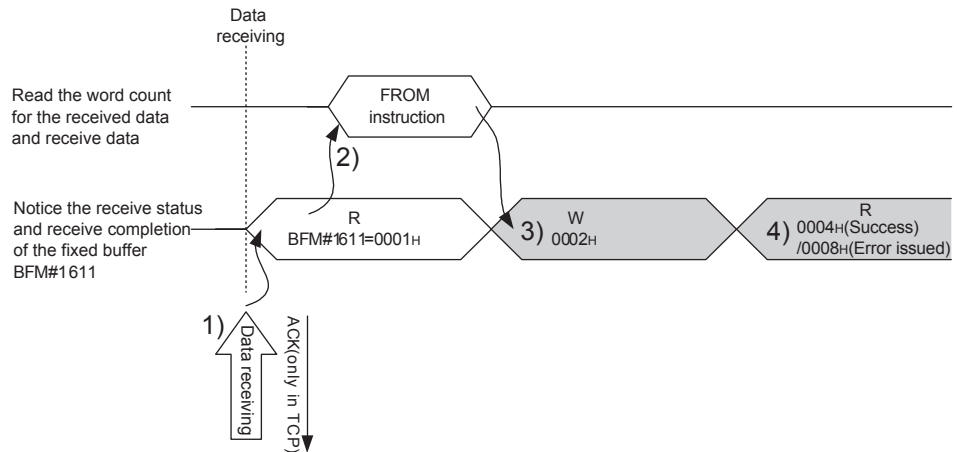 Data
receiving
Read the word count
for the received data
and receive data
FROM
instruction
2)
Notice the receive status
and receive completion
of the fixed buffer
BFM#1611
R
BFM#1611=0001H
3)
W
0002H
4)
R
0004H(Success)
/0008H(Error issued)
1)
Data receiving
ACK(only in TCP)